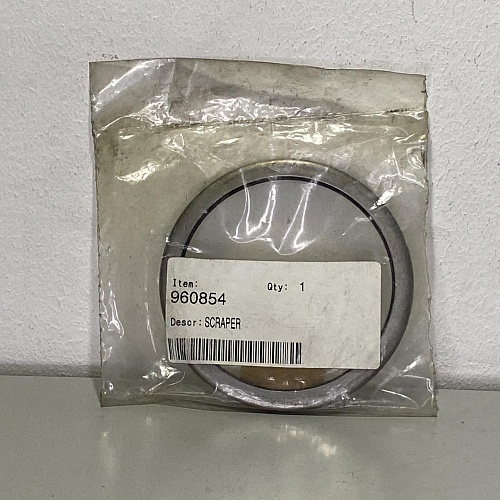 Item: Qty: 1
960854
Descr: SCRAPER